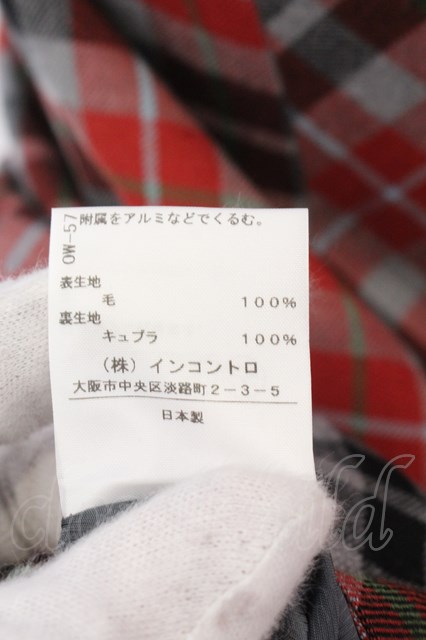 OW-57
附属をアルミなどでくるむ。
表生地
毛 100%
裏生地
キュプラ 100%
(株) インコントロ
大阪市中央区淡路町2-3-5
日本製